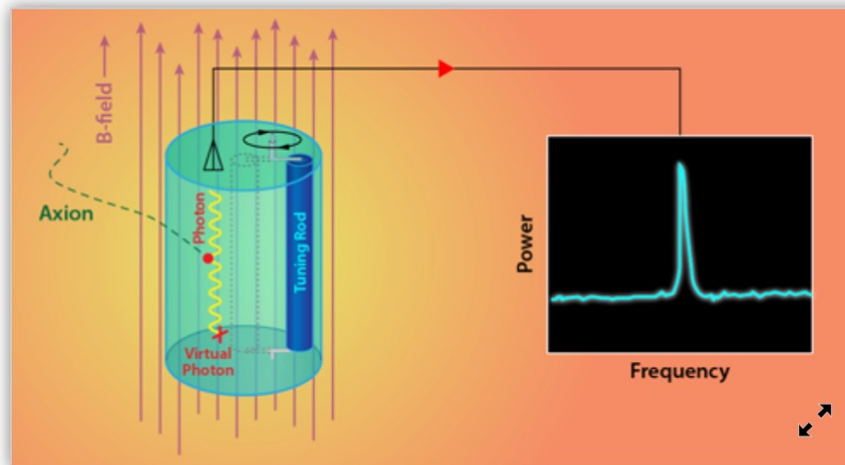 B-field
Axion
Photon
Tuning Rod
Virtual
Photon
Power
Frequency